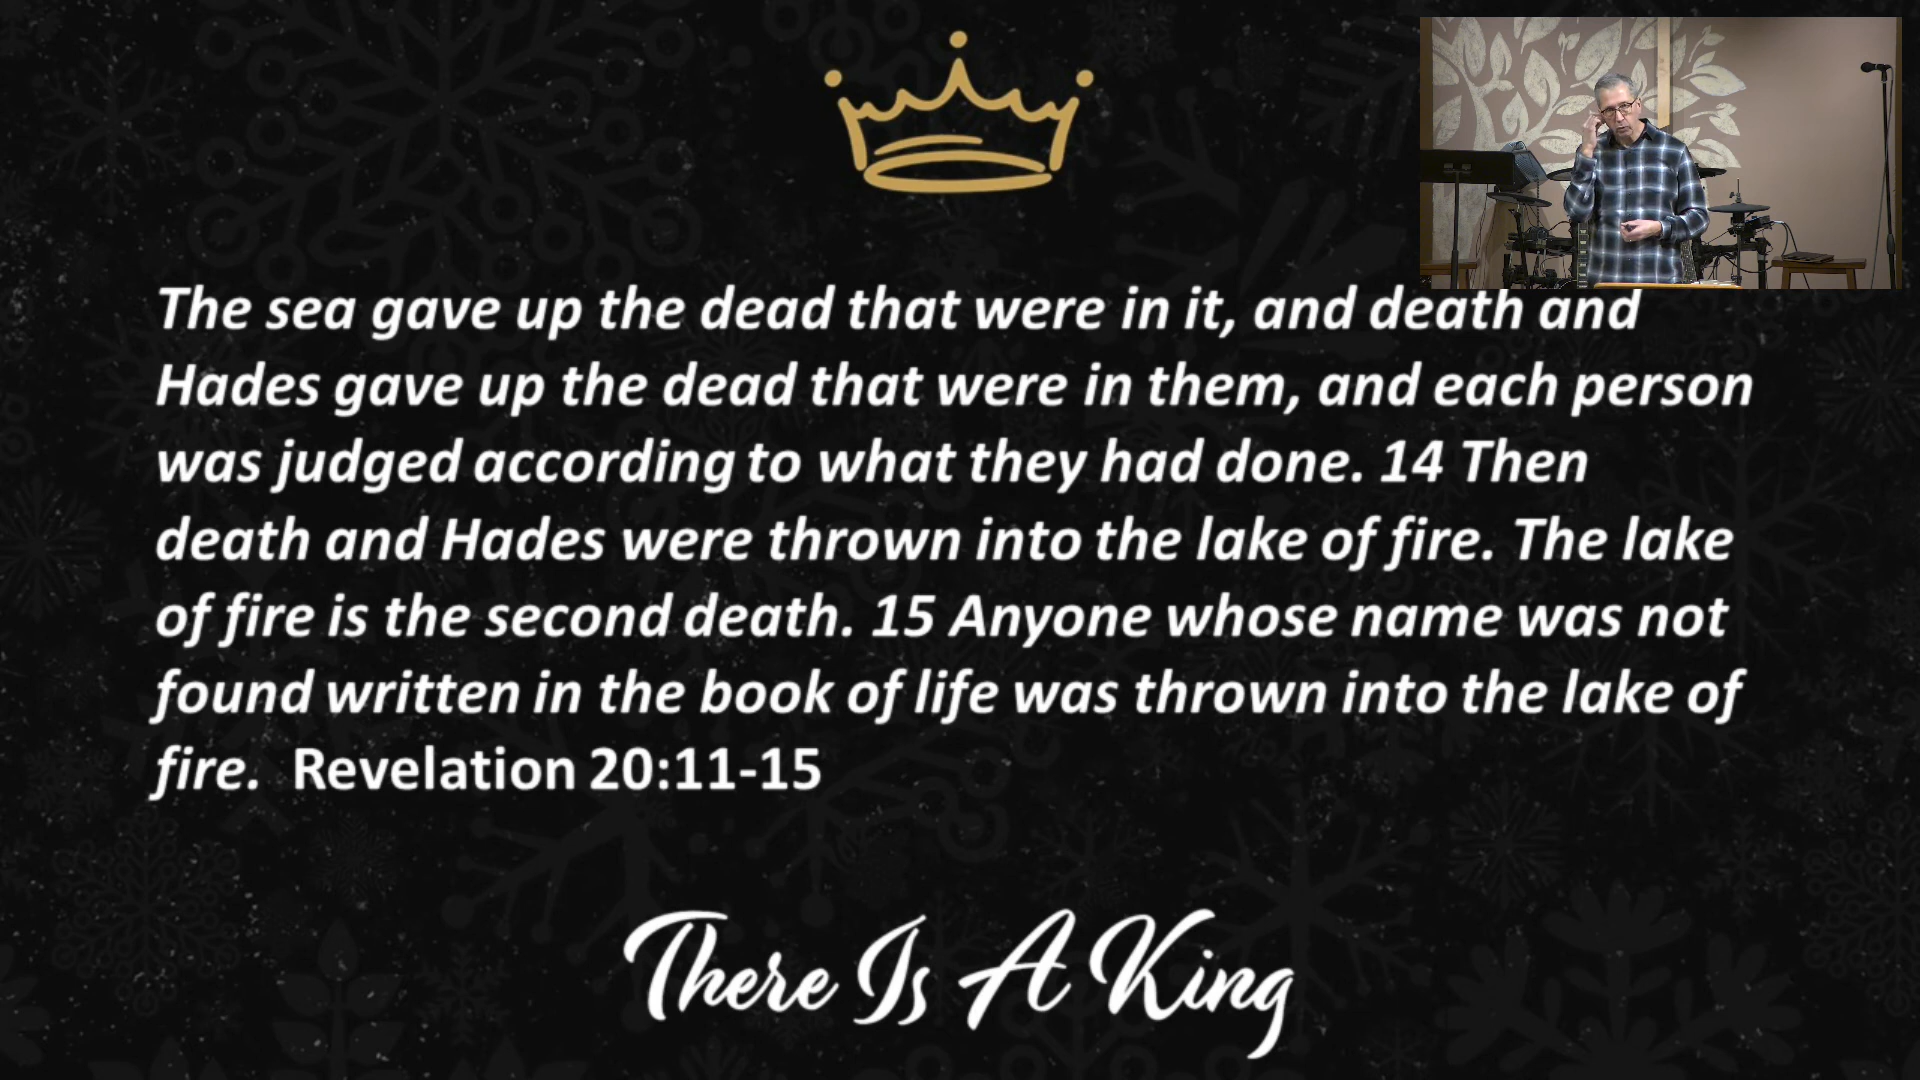 The sea gave up the dead that were in it, and death and
Hades gave up the dead that were in them, and each person
was judged according to what they had done. 14 Then
death and Hades were thrown into the lake of fire. The lake
of fire is the second death. 15 Anyone whose name was not
found written in the book of life was thrown into the lake of
fire. Revelation 20:11-15
There Is A King